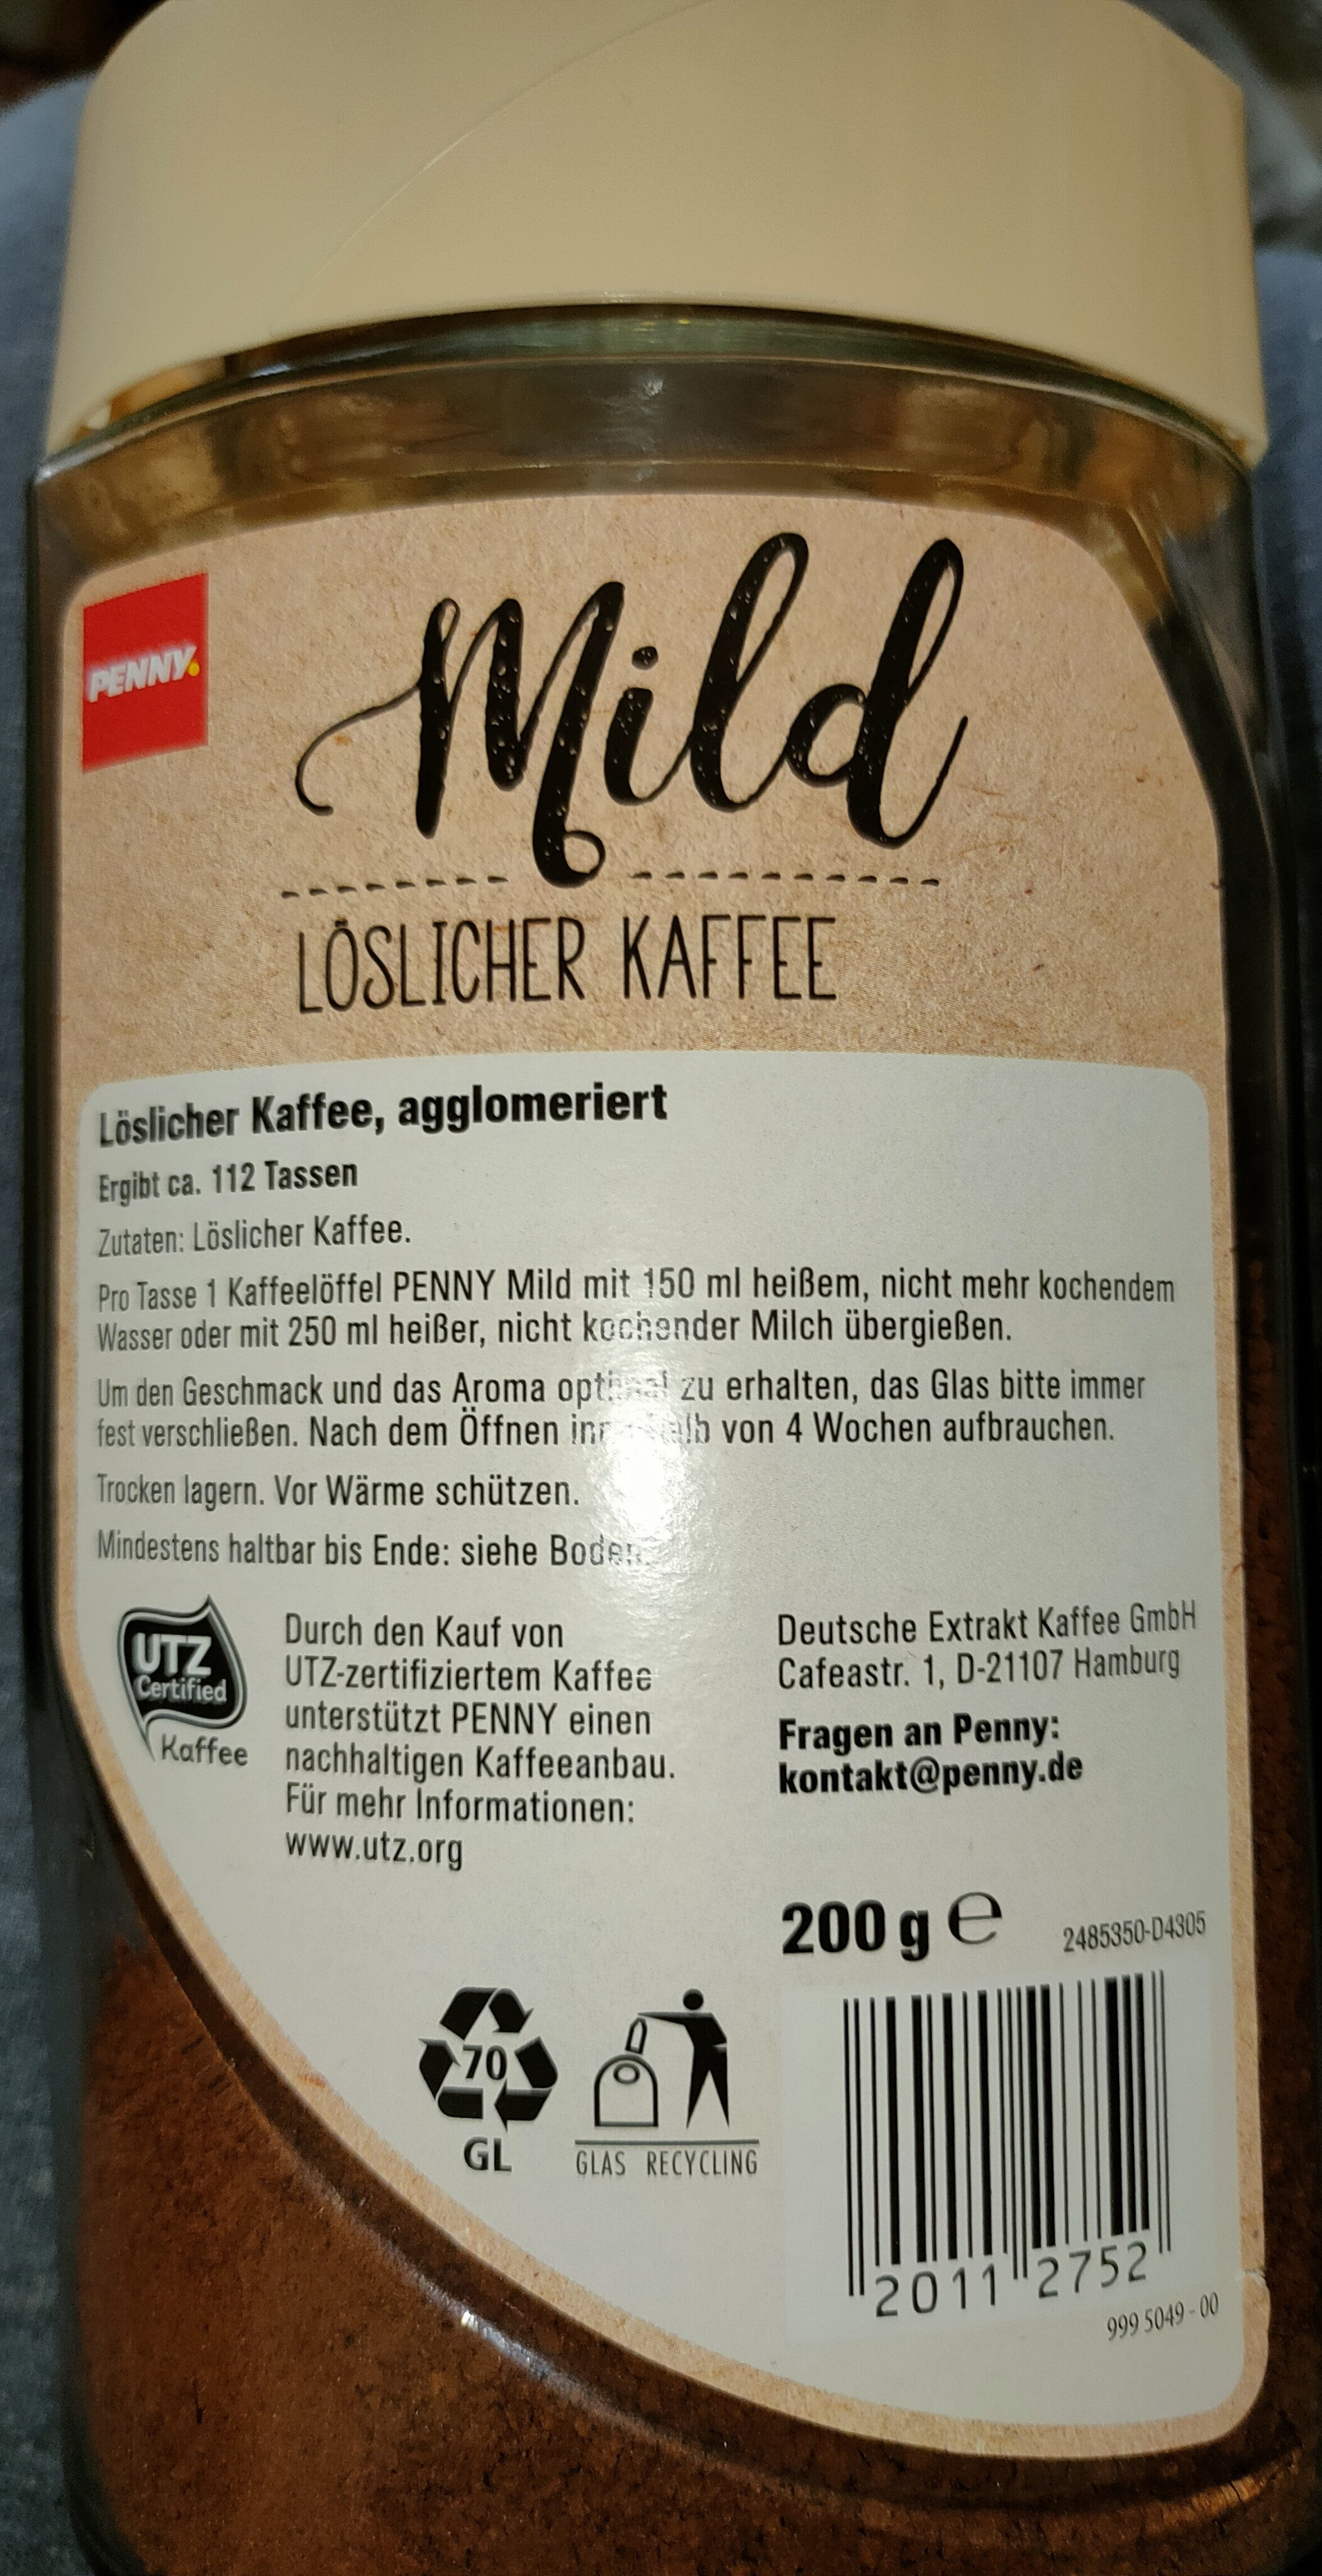 PENNY.
Mild
LÖSLICHER KAFFEE
Löslicher Kaffee, agglomeriert
Ergibt ca. 112 Tassen
Zutaten: Löslicher Kaffee.
Pro Tasse 1 Kaffeelöffel PENNY Mild mit 150 ml heißem, nicht mehr kochendem
Wasser oder mit 250 ml heißer, nicht kochender Milch übergießen.
Um den Geschmack und das Aroma optimal zu erhalten, das Glas bitte immer
fest verschließen. Nach dem Öffnen innerhalb von 4 Wochen aufbrauchen.
Trocken lagern. Vor Wärme schützen.
Mindestens haltbar bis Ende: siehe Boden.
UTZ
Certified
Kaffee
Durch den Kauf von
UTZ-zertifiziertem Kaffee
unterstützt PENNY einen
nachhaltigen Kaffeeanbau.
Für mehr Informationen:
www.utz.org
Deutsche Extrakt Kaffee GmbH
Cafeastr. 1, D-21107 Hamburg
Fragen an Penny:
kontakt@penny.de
200 g ℮
2485350-D4305
70
GL
GLAS RECYCLING
2011 2752
999 5049-00